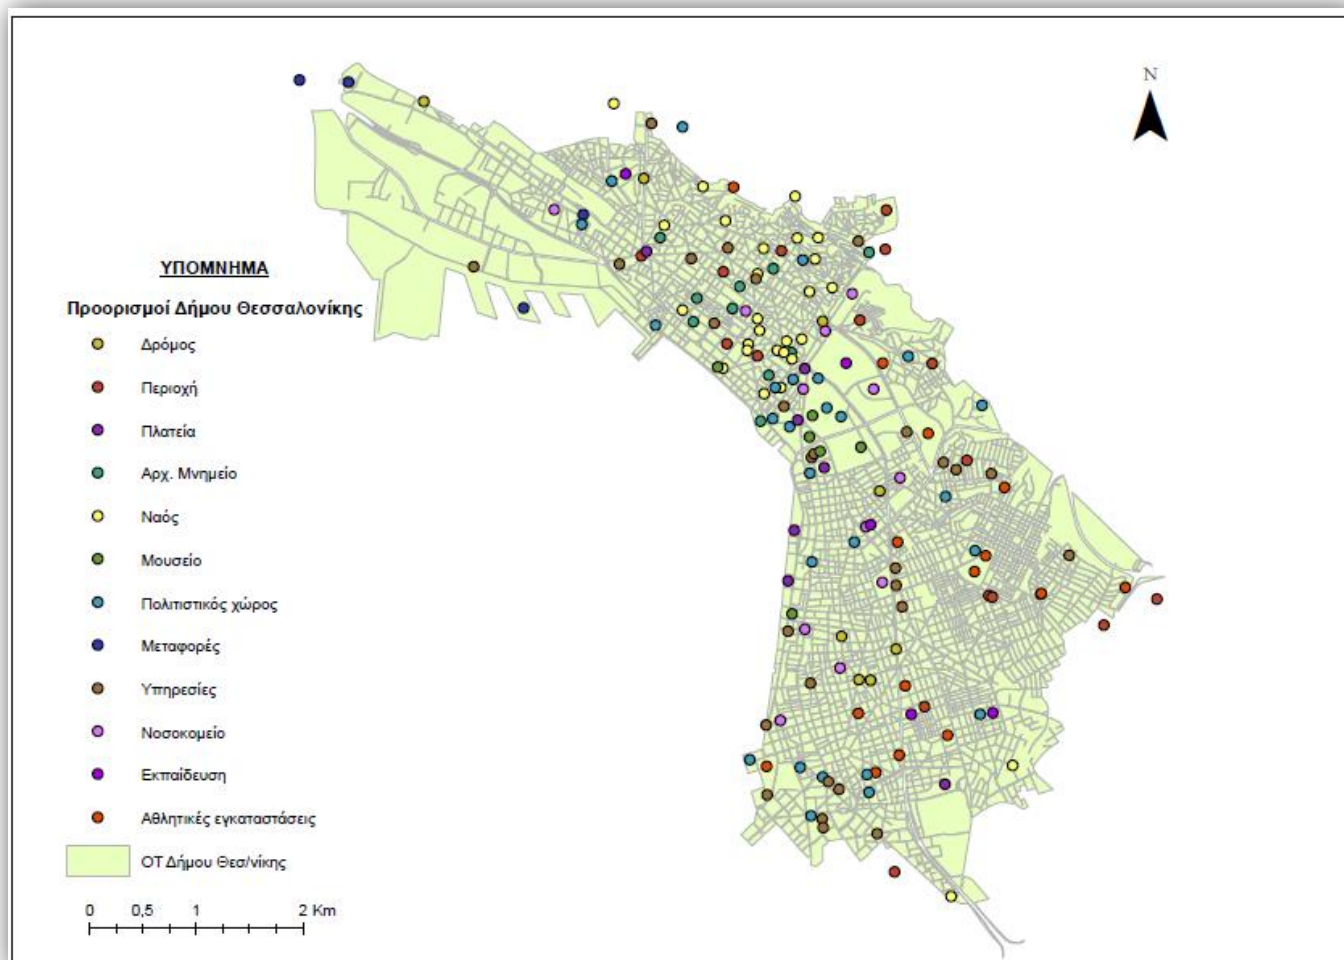 N
ΥΠΟΜΝΗΜΑ
Προορισμοί Δήμου Θεσσαλονίκης
Δρόμος
Περιοχή
Πλατεία
Αρχ. Μνημείο
Ναός
Μουσείο
Πολιτιστικός χώρος
Μεταφορές
Υπηρεσίες
Νοσοκομείο
Εκπαίδευση
Αθλητικές εγκαταστάσεις
ΟΤ Δήμου Θεσ/νίκης
0 0,5 1 2 Km